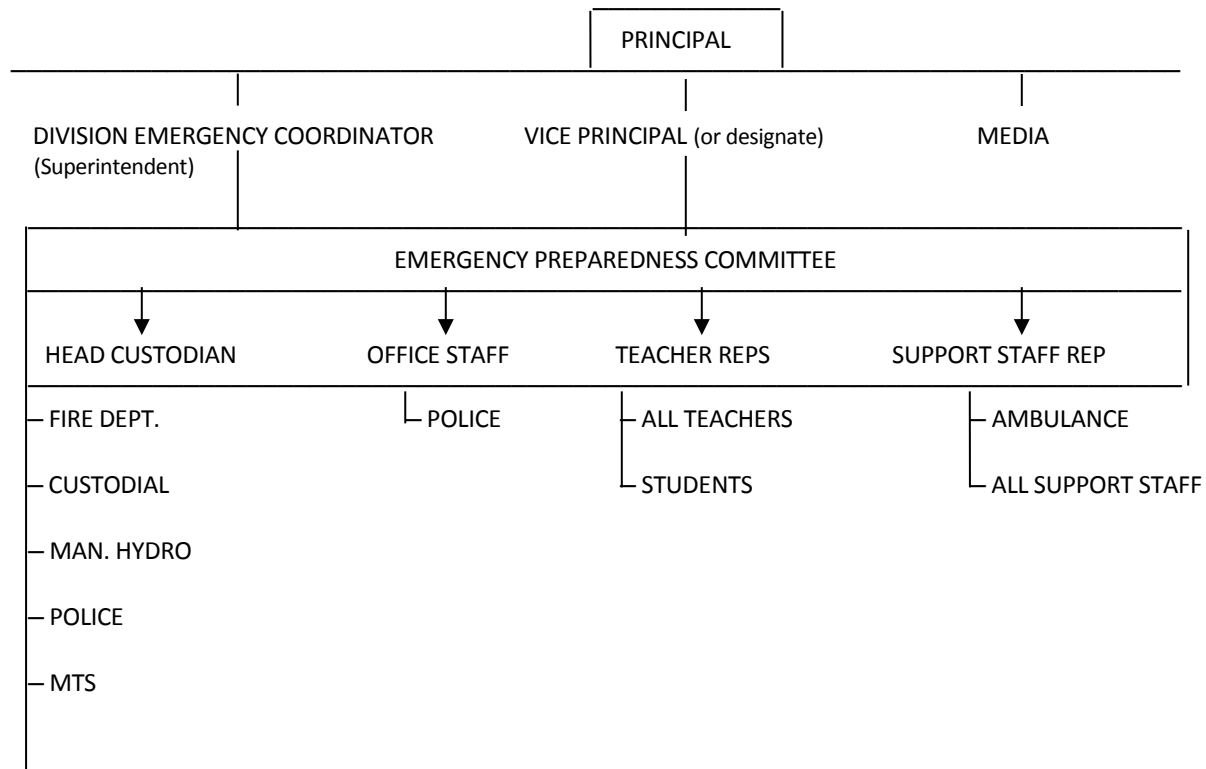 PRINCIPAL
DIVISION EMERGENCY COORDINATOR VICE PRINCIPAL (or designate) MEDIA
(Superintendent)
EMERGENCY PREPAREDNESS COMMITTEE
HEAD CUSTODIAN OFFICE STAFF TEACHER REPS SUPPORT STAFF REP
FIRE DEPT. POLICE ALL TEACHERS AMBULANCE
CUSTODIAL STUDENTS ALL SUPPORT STAFF
MAN. HYDRO
POLICE
MTS